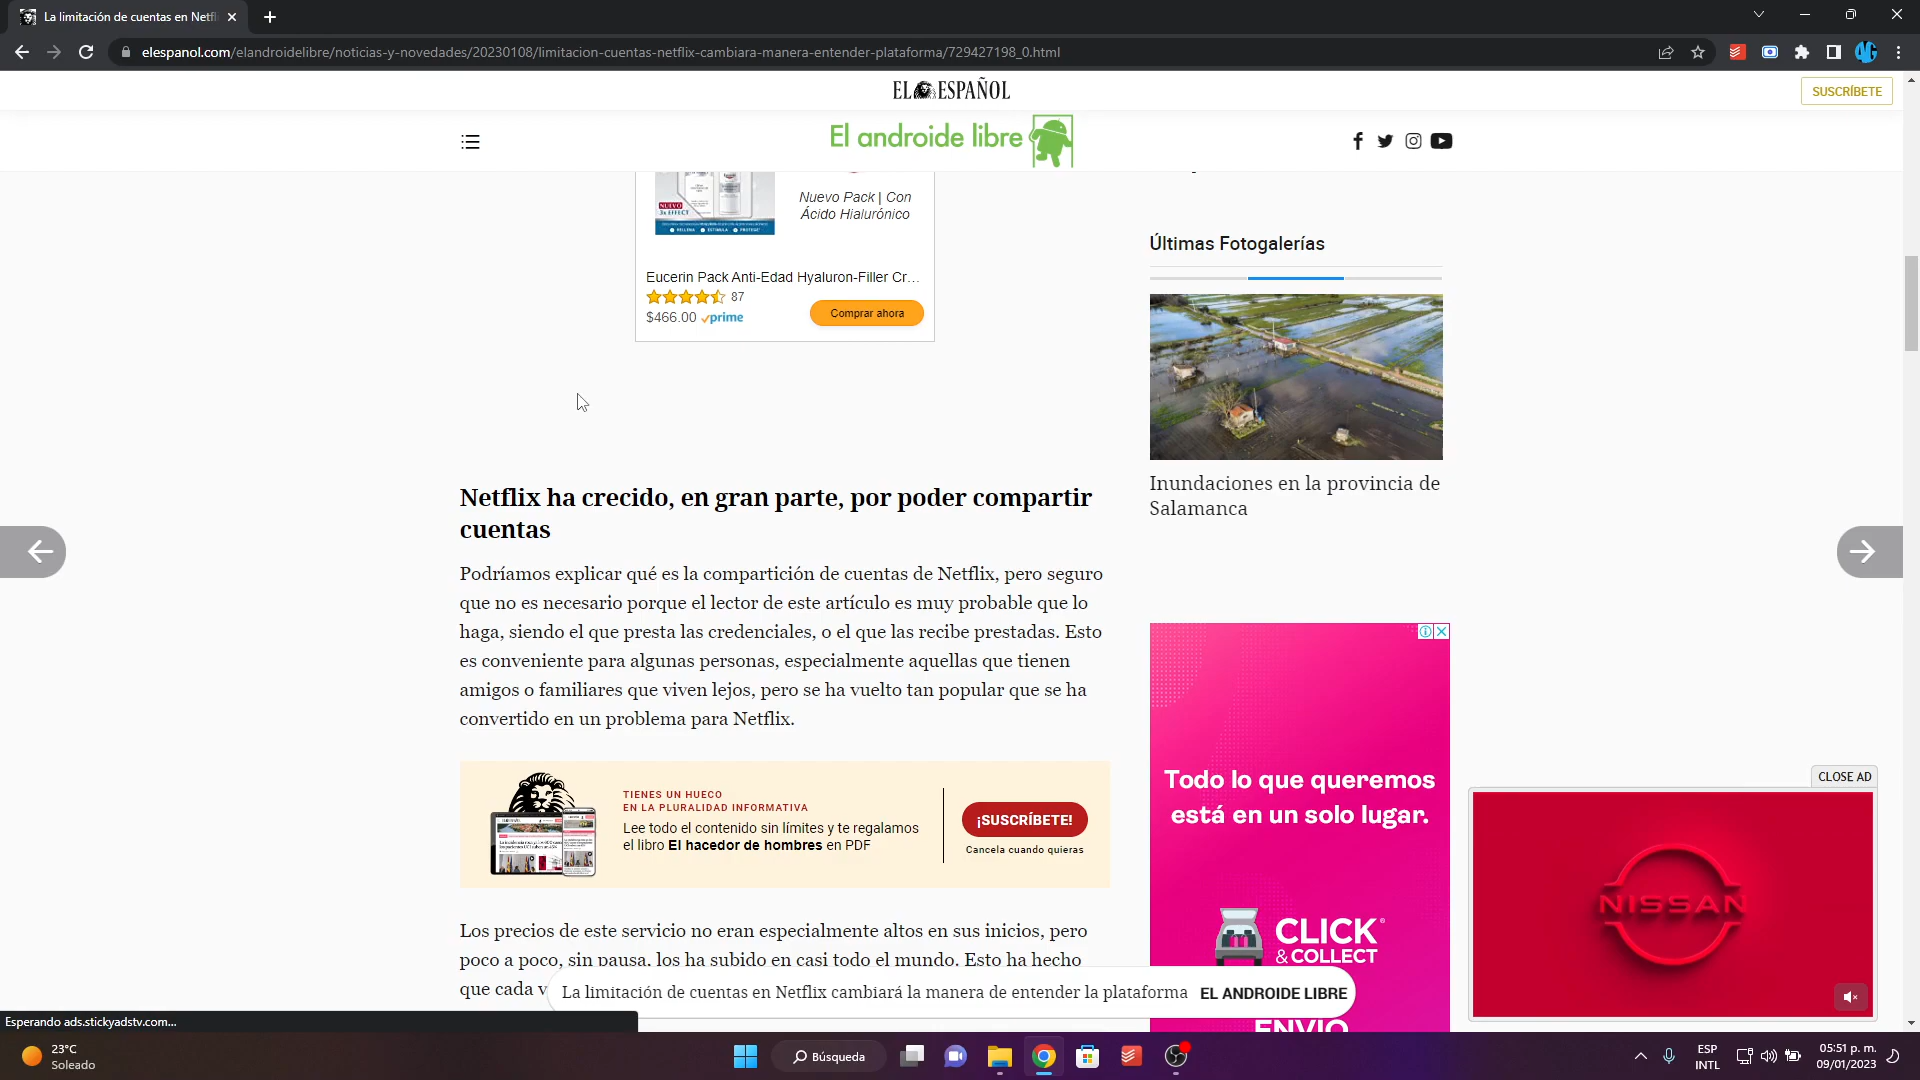 La limitación de cuentas en Netfl
elespanol.com/elandroidelibre/noticias-y-novedades/20230108/limitacion-cuentas-netflix-cambiara-manera-entender-plataforma/729427198_0.html
EL ESPAÑOL
SUSCRÍBETE
El androide libre
NUEVO
3x EFFECT
RELLENA ESTIMULA PROTEGE
Nuevo Pack | Con
Ácido Hialurónico
Eucerin Pack Anti-Edad Hyaluron-Filler Cr...
87
$466.00 prime
Comprar ahora
Últimas Fotogalerías
Inundaciones en la provincia de
Salamanca
Netflix ha crecido, en gran parte, por poder compartir
cuentas
Podríamos explicar qué es la compartición de cuentas de Netflix, pero seguro
que no es necesario porque el lector de este artículo es muy probable que lo
haga, siendo el que presta las credenciales, o el que las recibe prestadas. Esto
es conveniente para algunas personas, especialmente aquellas que tienen
amigos o familiares que viven lejos, pero se ha vuelto tan popular que se ha
convertido en un problema para Netflix.
TIENES UN HUECO
EN LA PLURALIDAD INFORMATIVA
Lee todo el contenido sin límites y te regalamos
el libro El hacedor de hombres en PDF
¡SUSCRÍBETE!
Cancela cuando quieras
Los precios de este servicio no eran especialmente altos en sus inicios, pero
poco a poco, sin pausa, los ha subido en casi todo el mundo. Esto ha hecho
que cada v
La limitación de cuentas en Netflix cambiará la manera de entender la plataforma EL ANDROIDE LIBRE
Todo lo que queremos
está en un solo lugar.
CLICK
& COLLECT
ENVIO
CLOSE AD
NISSAN
Esperando ads.stickyadstv.com...
23°C
Soleado
Búsqueda
ESP
INTL
05:51 p. m.
09/01/2023